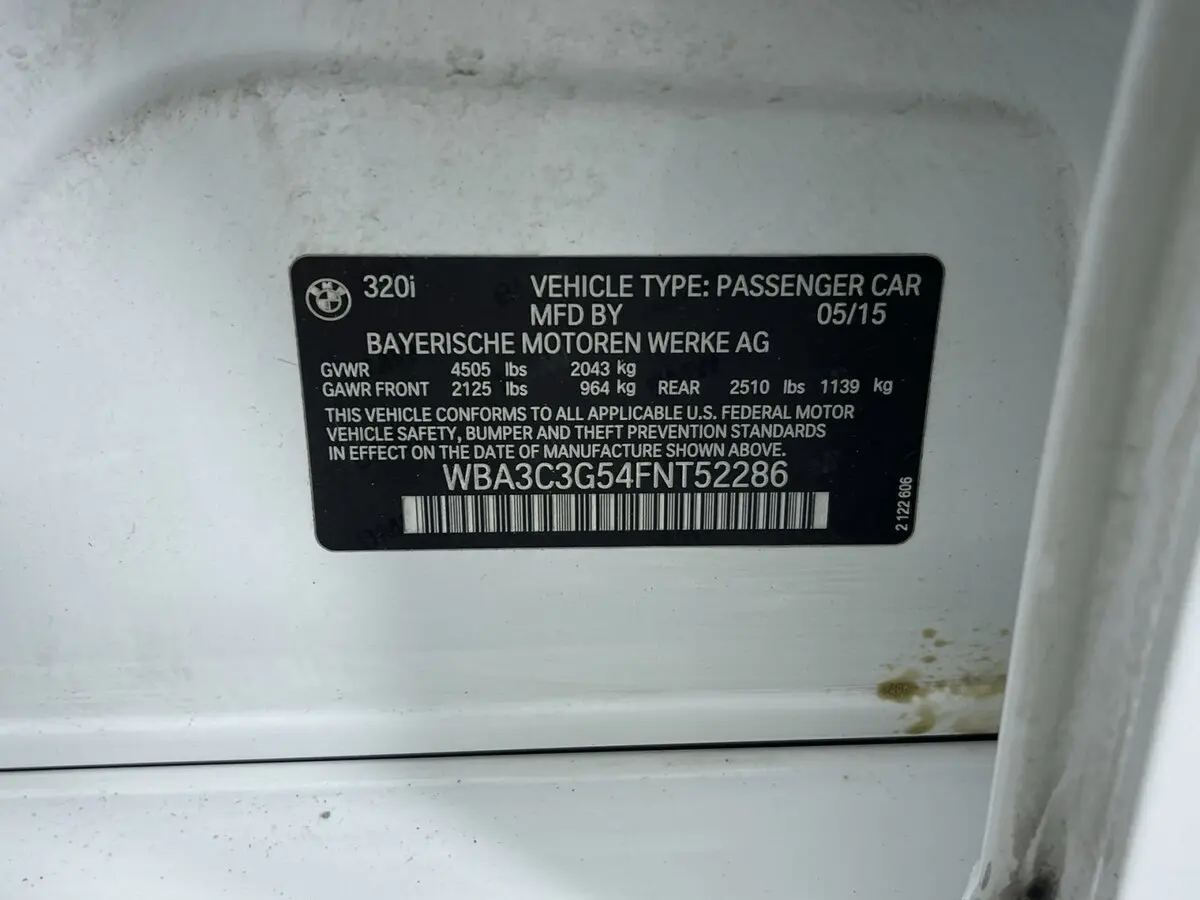 320i VEHICLE TYPE: PASSENGER CAR
MFD BY 05/15
BAYERISCHE MOTOREN WERKE AG
GVWR 4505 lbs 2043 kg
GAWR FRONT 2125 lbs 964 kg REAR 2510 lbs 1139 kg
THIS VEHICLE CONFORMS TO ALL APPLICABLE U.S. FEDERAL MOTOR
VEHICLE SAFETY, BUMPER AND THEFT PREVENTION STANDARDS
IN EFFECT ON THE DATE OF MANUFACTURE SHOWN ABOVE.
WBA3C3G54FNT52286
2 122 606